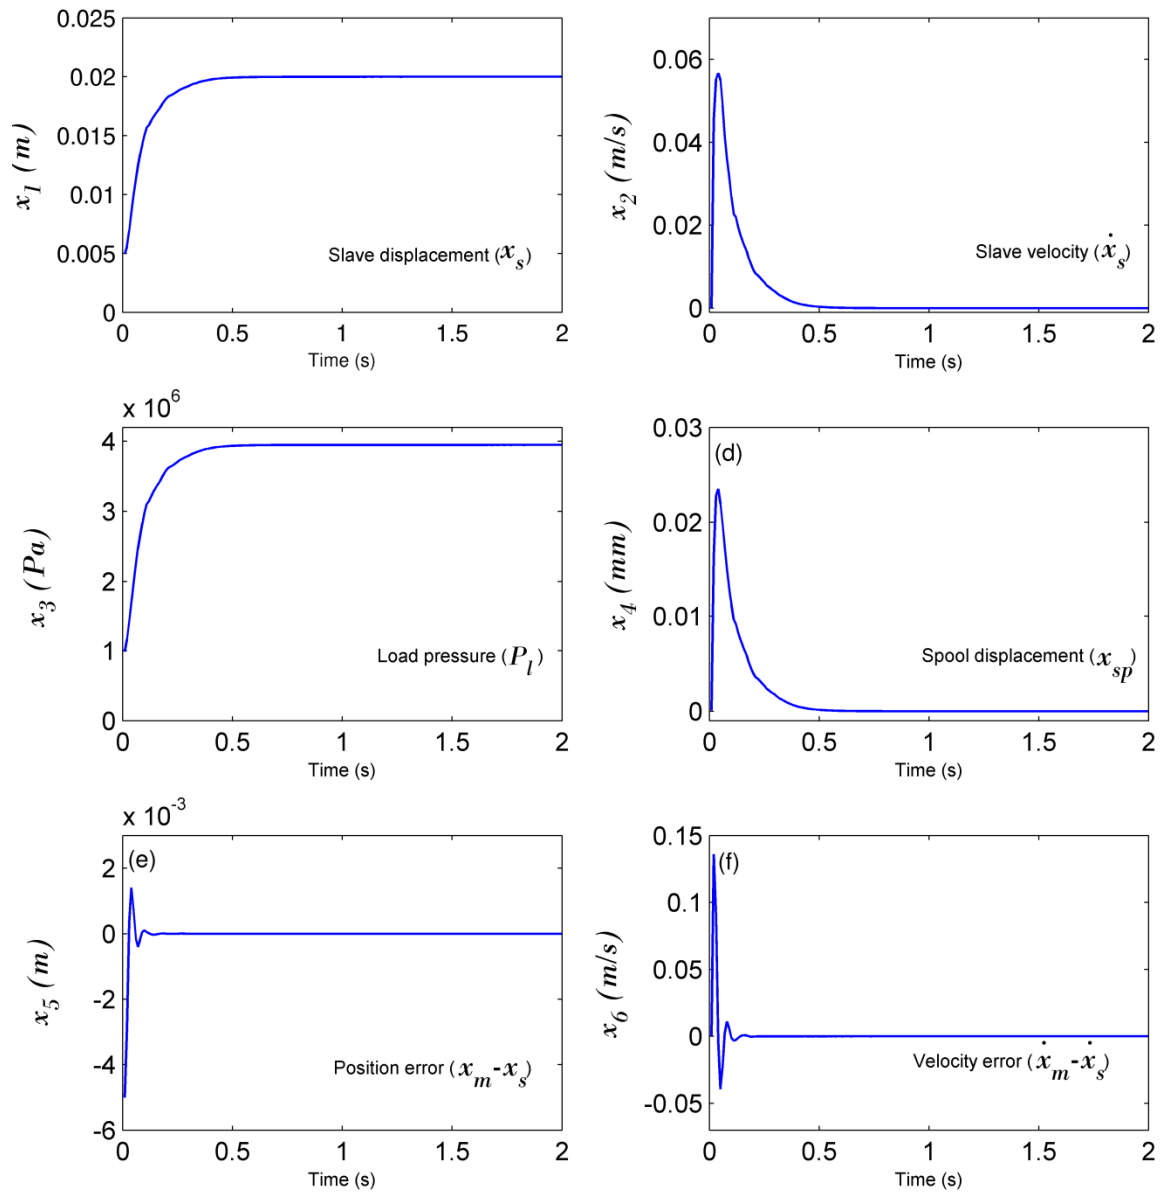 0.025
0.02
0.015
0.01
0.005
0
x1 (m)
Slave displacement (xs)
0 0.5 1 1.5 2
Time (s)
0.06
0.04
0.02
0
x2 (m/s)
Slave velocity (ẋs)
0 0.5 1 1.5 2
Time (s)
x 10^6
4
3
2
1
0
x3 (Pa)
Load pressure (Pl)
0 0.5 1 1.5 2
Time (s)
0.03
0.02
0.01
0
x4 (mm)
(d)
Spool displacement (xsp)
0 0.5 1 1.5 2
Time (s)
x 10^-3
2
0
-2
-4
-6
x5 (m)
(e)
Position error (xm-xs)
0 0.5 1 1.5 2
Time (s)
0.15
0.1
0.05
0
-0.05
x6 (m/s)
(f)
Velocity error (ẋm-ẋs)
0 0.5 1 1.5 2
Time (s)